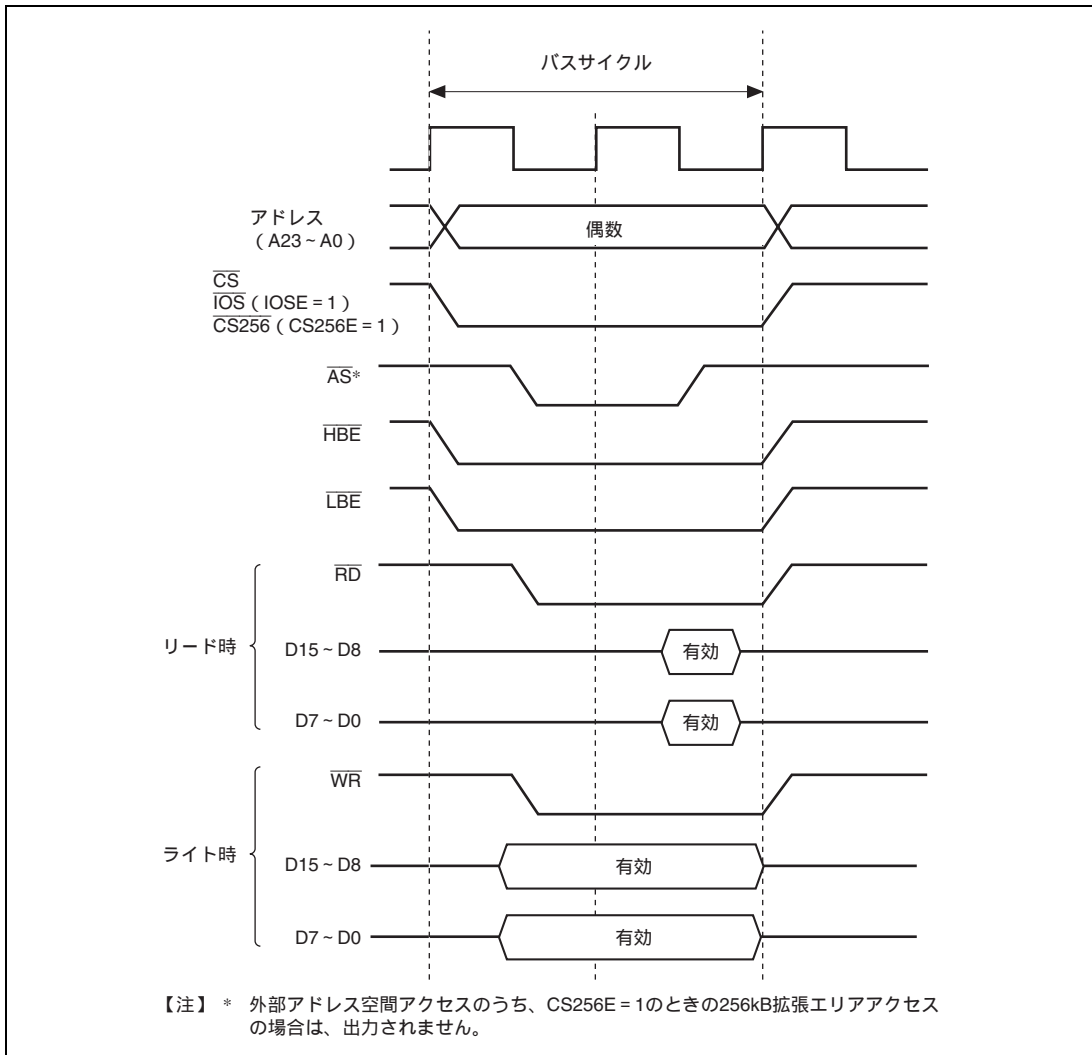 バスサイクル
アドレス
（A23～A0）
偶数
CS
IOS（IOSE＝1）
CS256（CS256E＝1）
AS*
HBE
LBE
RD
リード時
D15～D8
有効
D7～D0
有効
WR
ライト時
D15～D8
有効
D7～D0
有効
【注】 * 外部アドレス空間アクセスのうち、CS256E＝1のときの256kB拡張エリアアクセス
の場合は、出力されません。